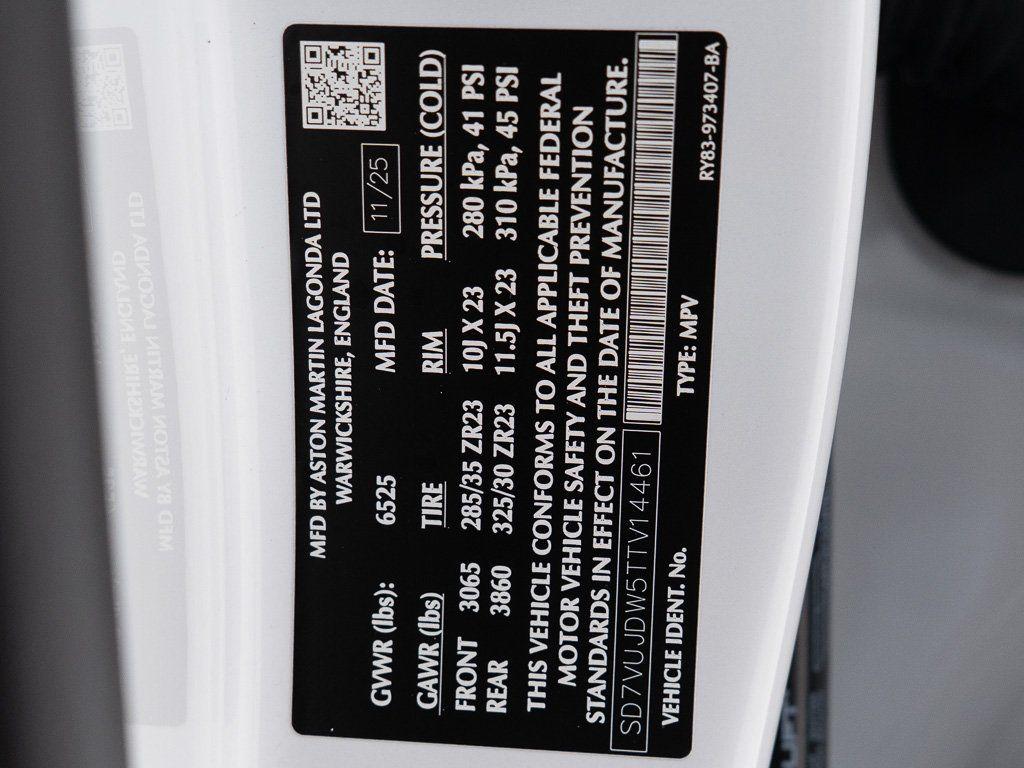 MFD BY ASTON MARTIN LAGONDA LTD
WARWICKSHIRE, ENGLAND
GVWR (lbs): 6525 MFD DATE: 11/25
GAWR (lbs) TIRE RIM PRESSURE (COLD)
FRONT 3065 285/35 ZR23 10J X 23 280 kPa, 41 PSI
REAR 3860 325/30 ZR23 11.5J X 23 310 kPa, 45 PSI
THIS VEHICLE CONFORMS TO ALL APPLICABLE FEDERAL
MOTOR VEHICLE SAFETY AND THEFT PREVENTION
STANDARDS IN EFFECT ON THE DATE OF MANUFACTURE.
SD7VUJDW5TTV14461
VEHICLE IDENT. No. TYPE: MPV
RY83-973407-BA